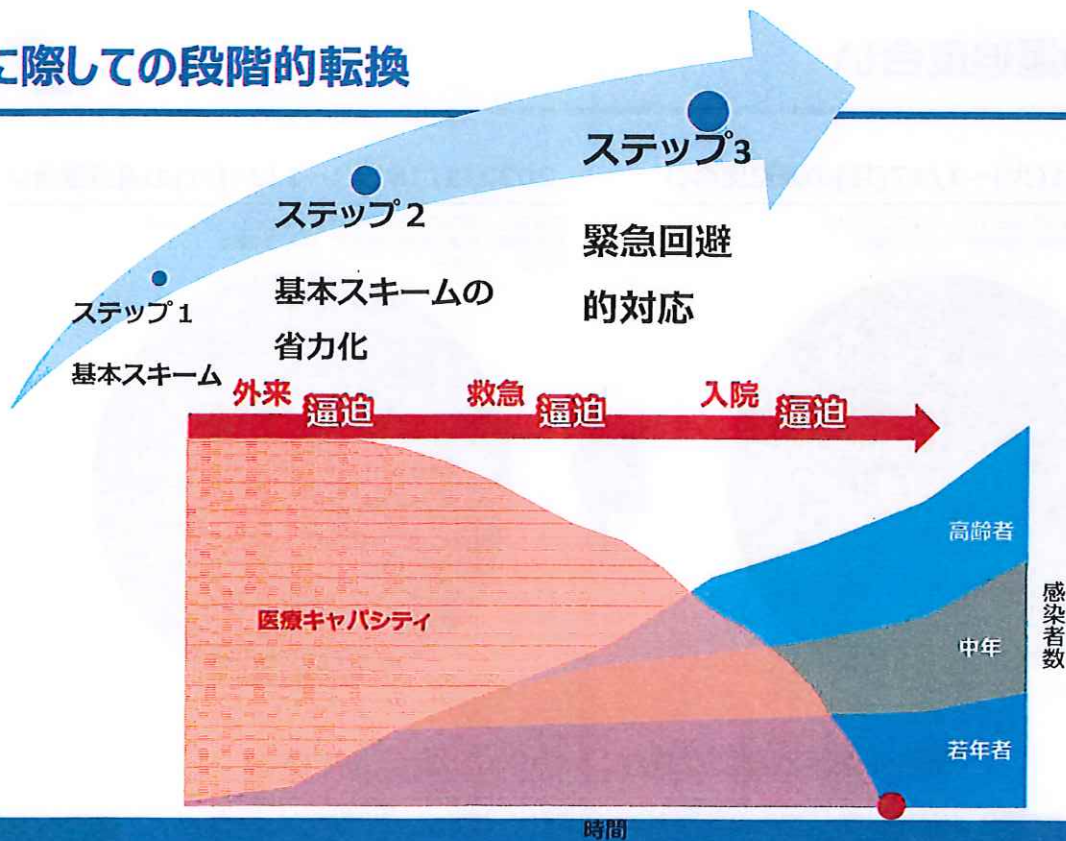 に際しての段階的転換
ステップ3
緊急回避
的対応
ステップ2
基本スキームの
省力化
ステップ1
基本スキーム
外来 逼迫 救急 逼迫 入院 逼迫
医療キャパシティ
高齢者
中年
若年者
感染者数
時間